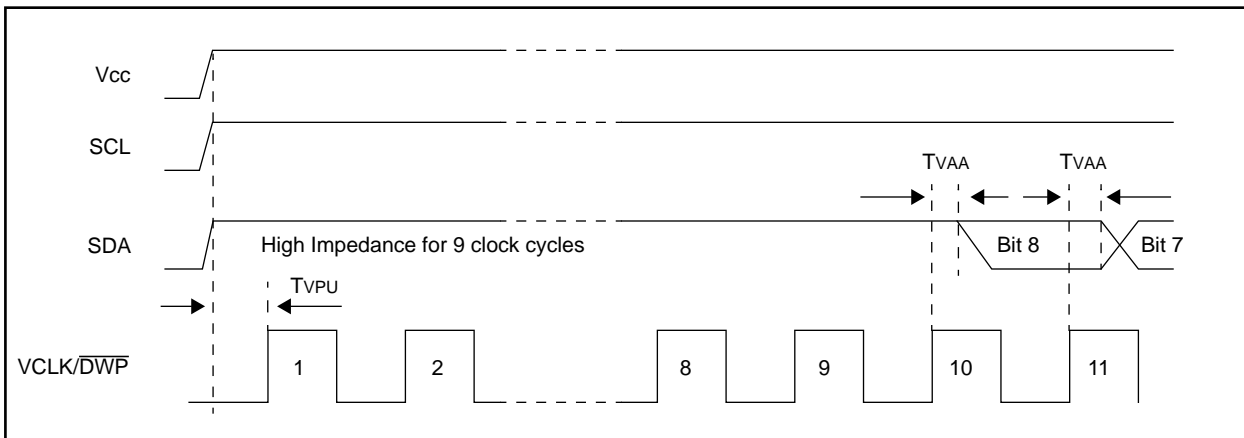 Vcc
SCL
TVAA TVAA
SDA
High Impedance for 9 clock cycles
Bit 8 Bit 7
TVPU
VCLK/DWP
1 2 8 9 10 11